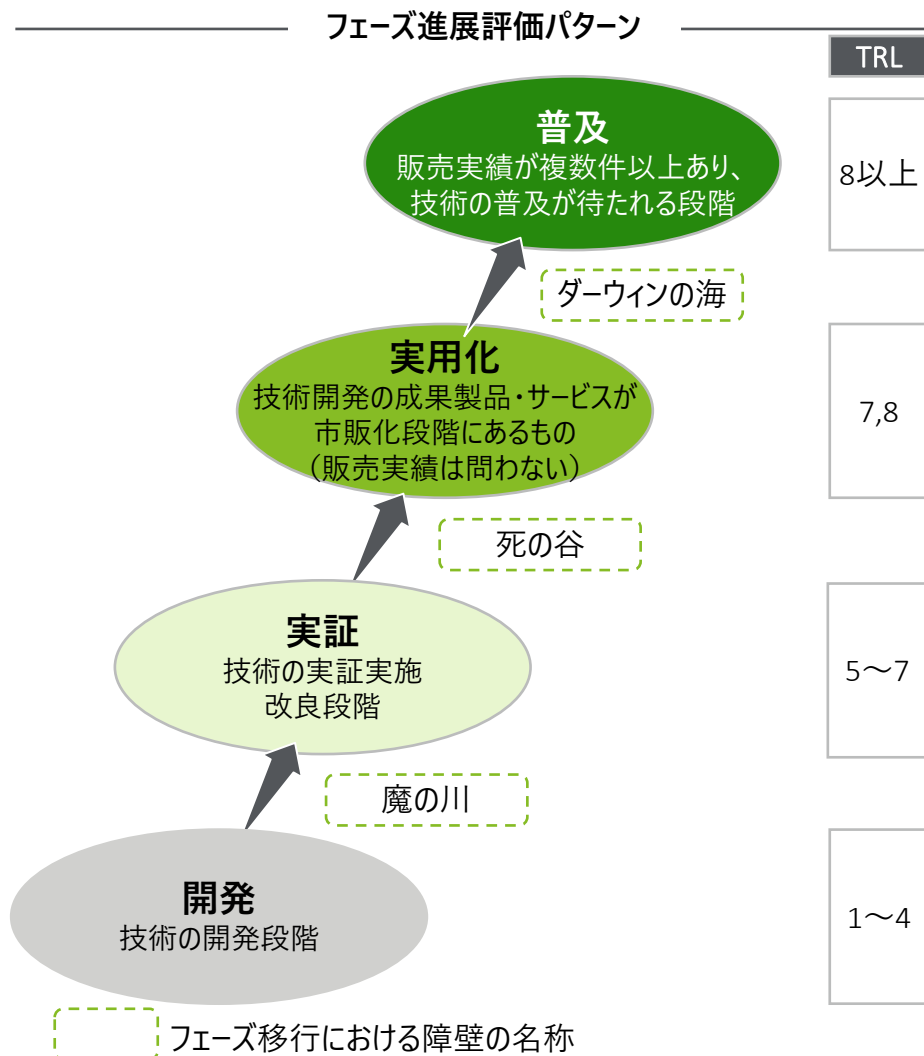 フェーズ進展評価パターン
TRL
普及
販売実績が複数件以上あり、
技術の普及が待たれる段階
8以上
ダーウィンの海
実用化
技術開発の成果製品・サービスが
市販化段階にあるもの
（販売実績は問わない）
7,8
死の谷
実証
技術の実証実施
改良段階
5～7
魔の川
開発
技術の開発段階
1～4
フェーズ移行における障壁の名称